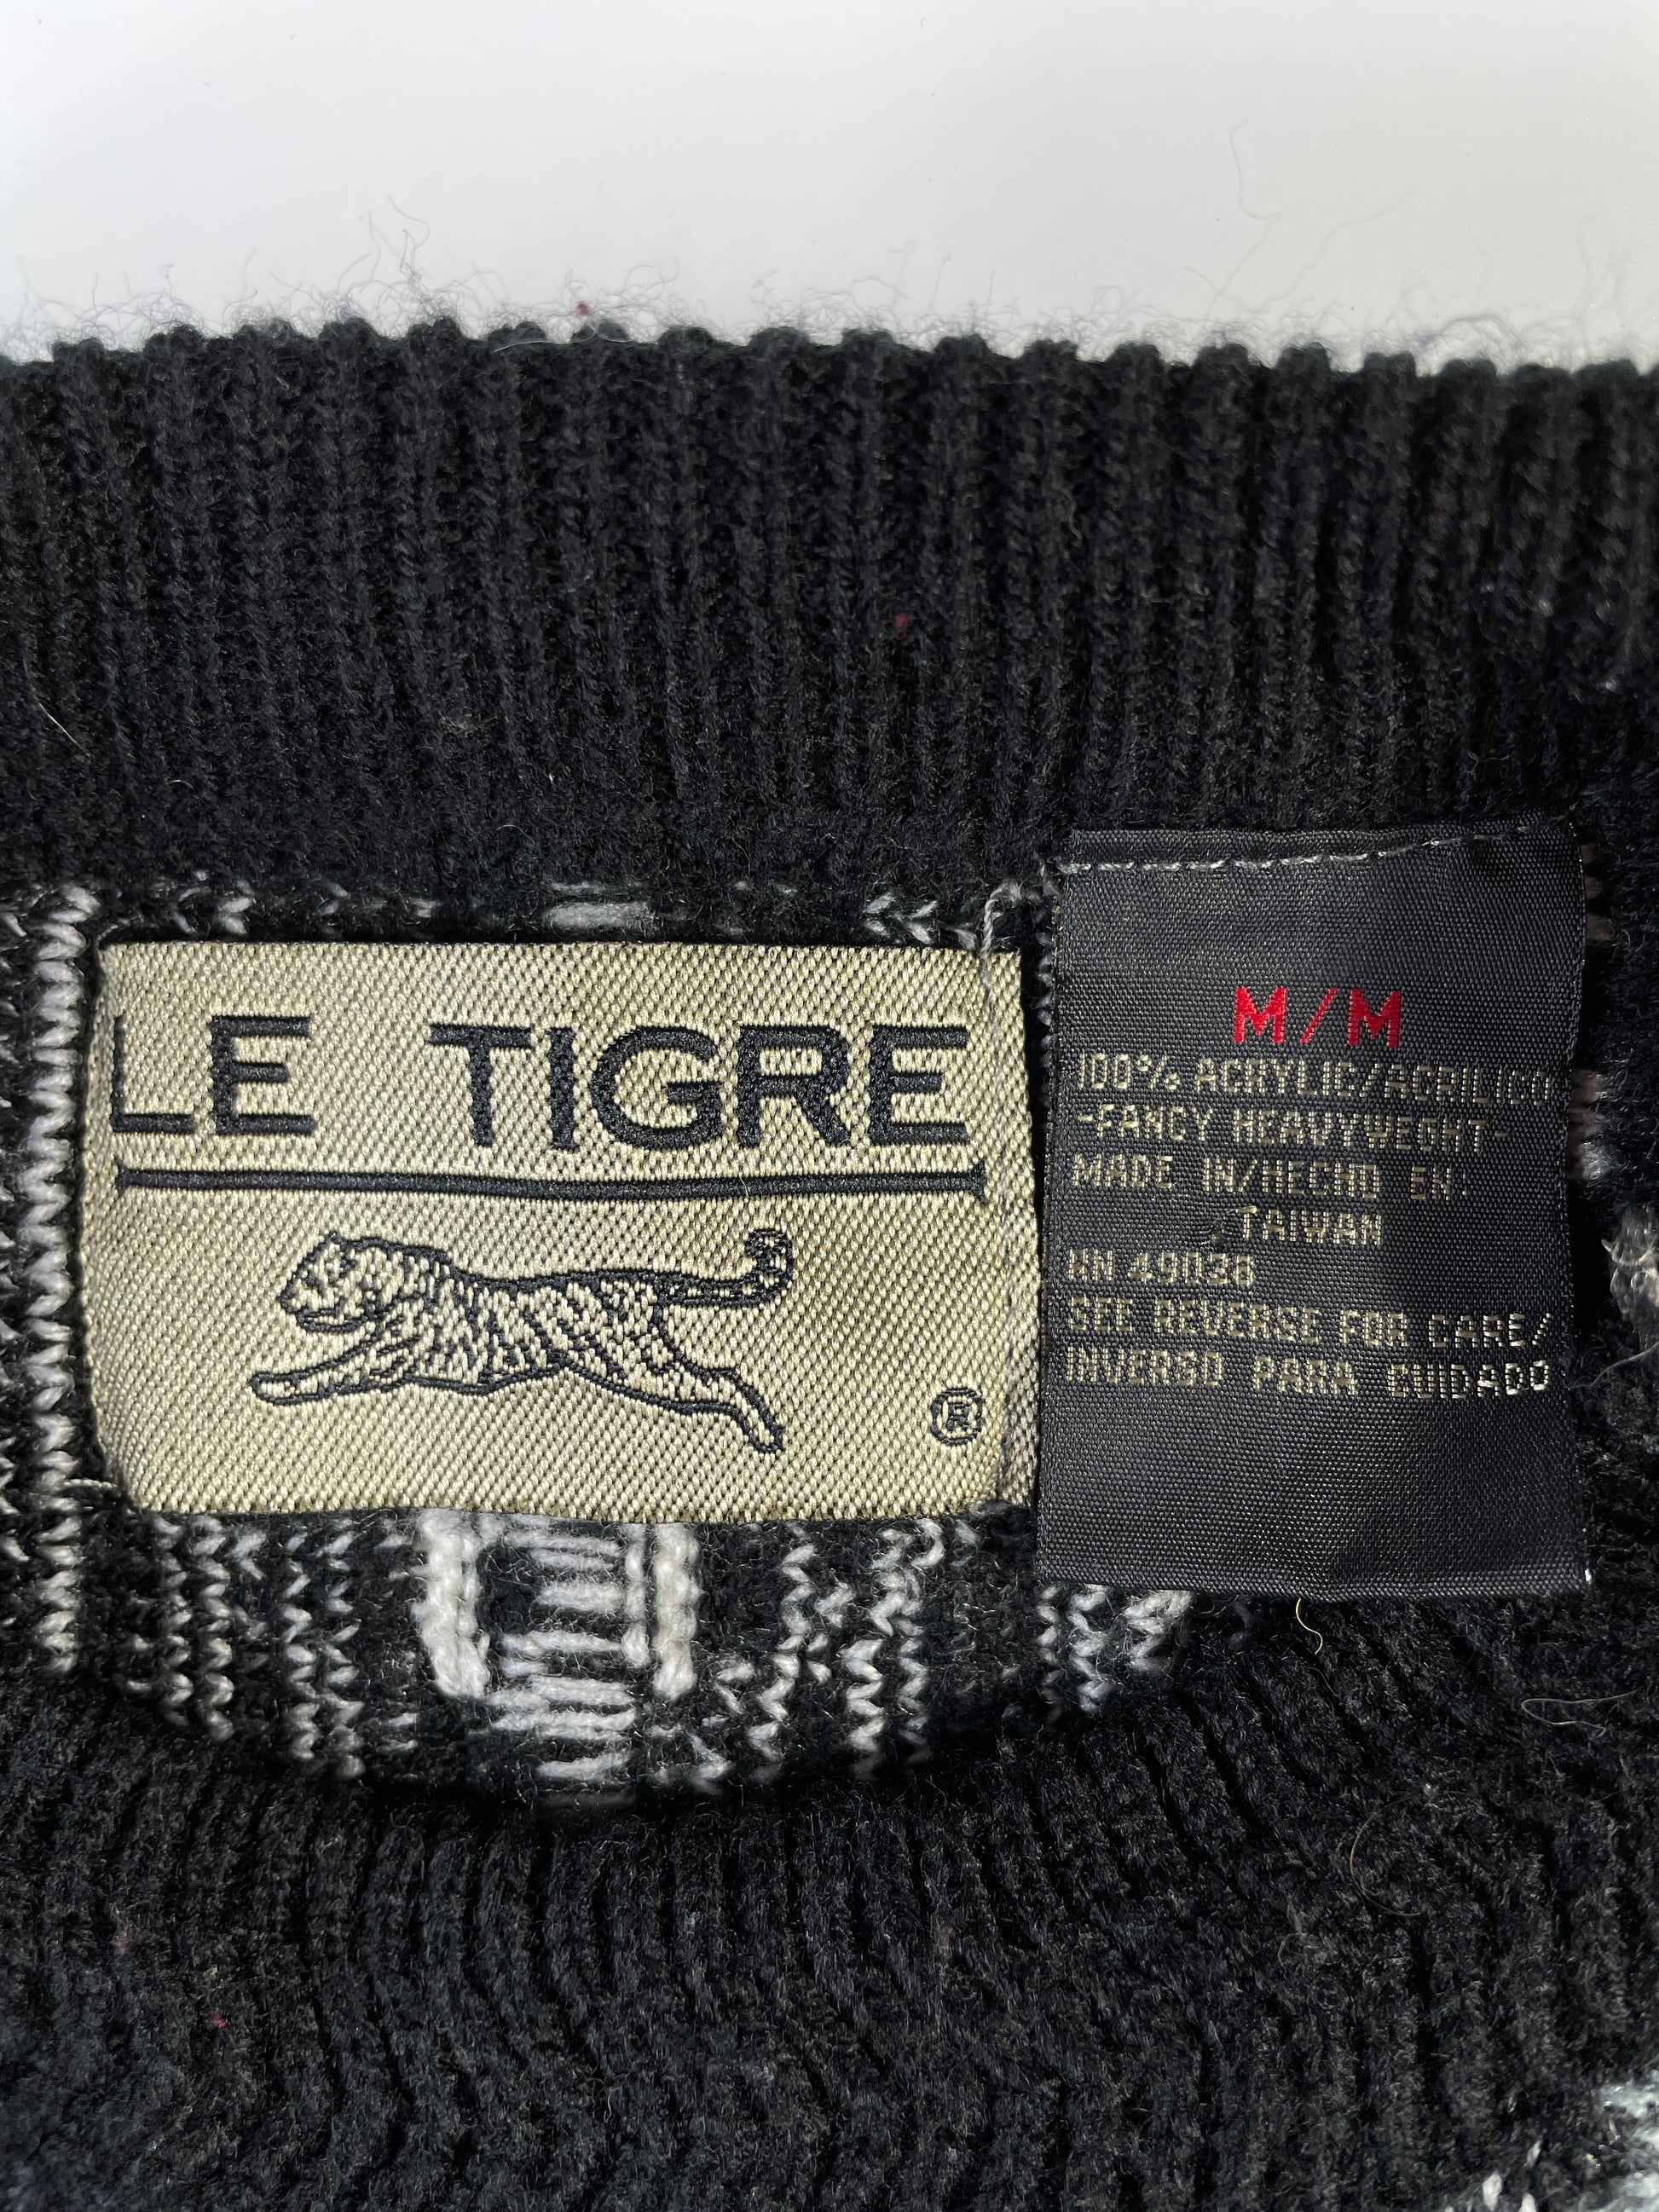 LE TIGRE
®
M/M
100% ACRYLIC/ACRILICO
-FANCY HEAVYWEGHT-
MADE IN/HECHO EN
TAIWAN
RN 49038
SEE REVERSE FOR CARE/
INVERSO PARA CUIDADO